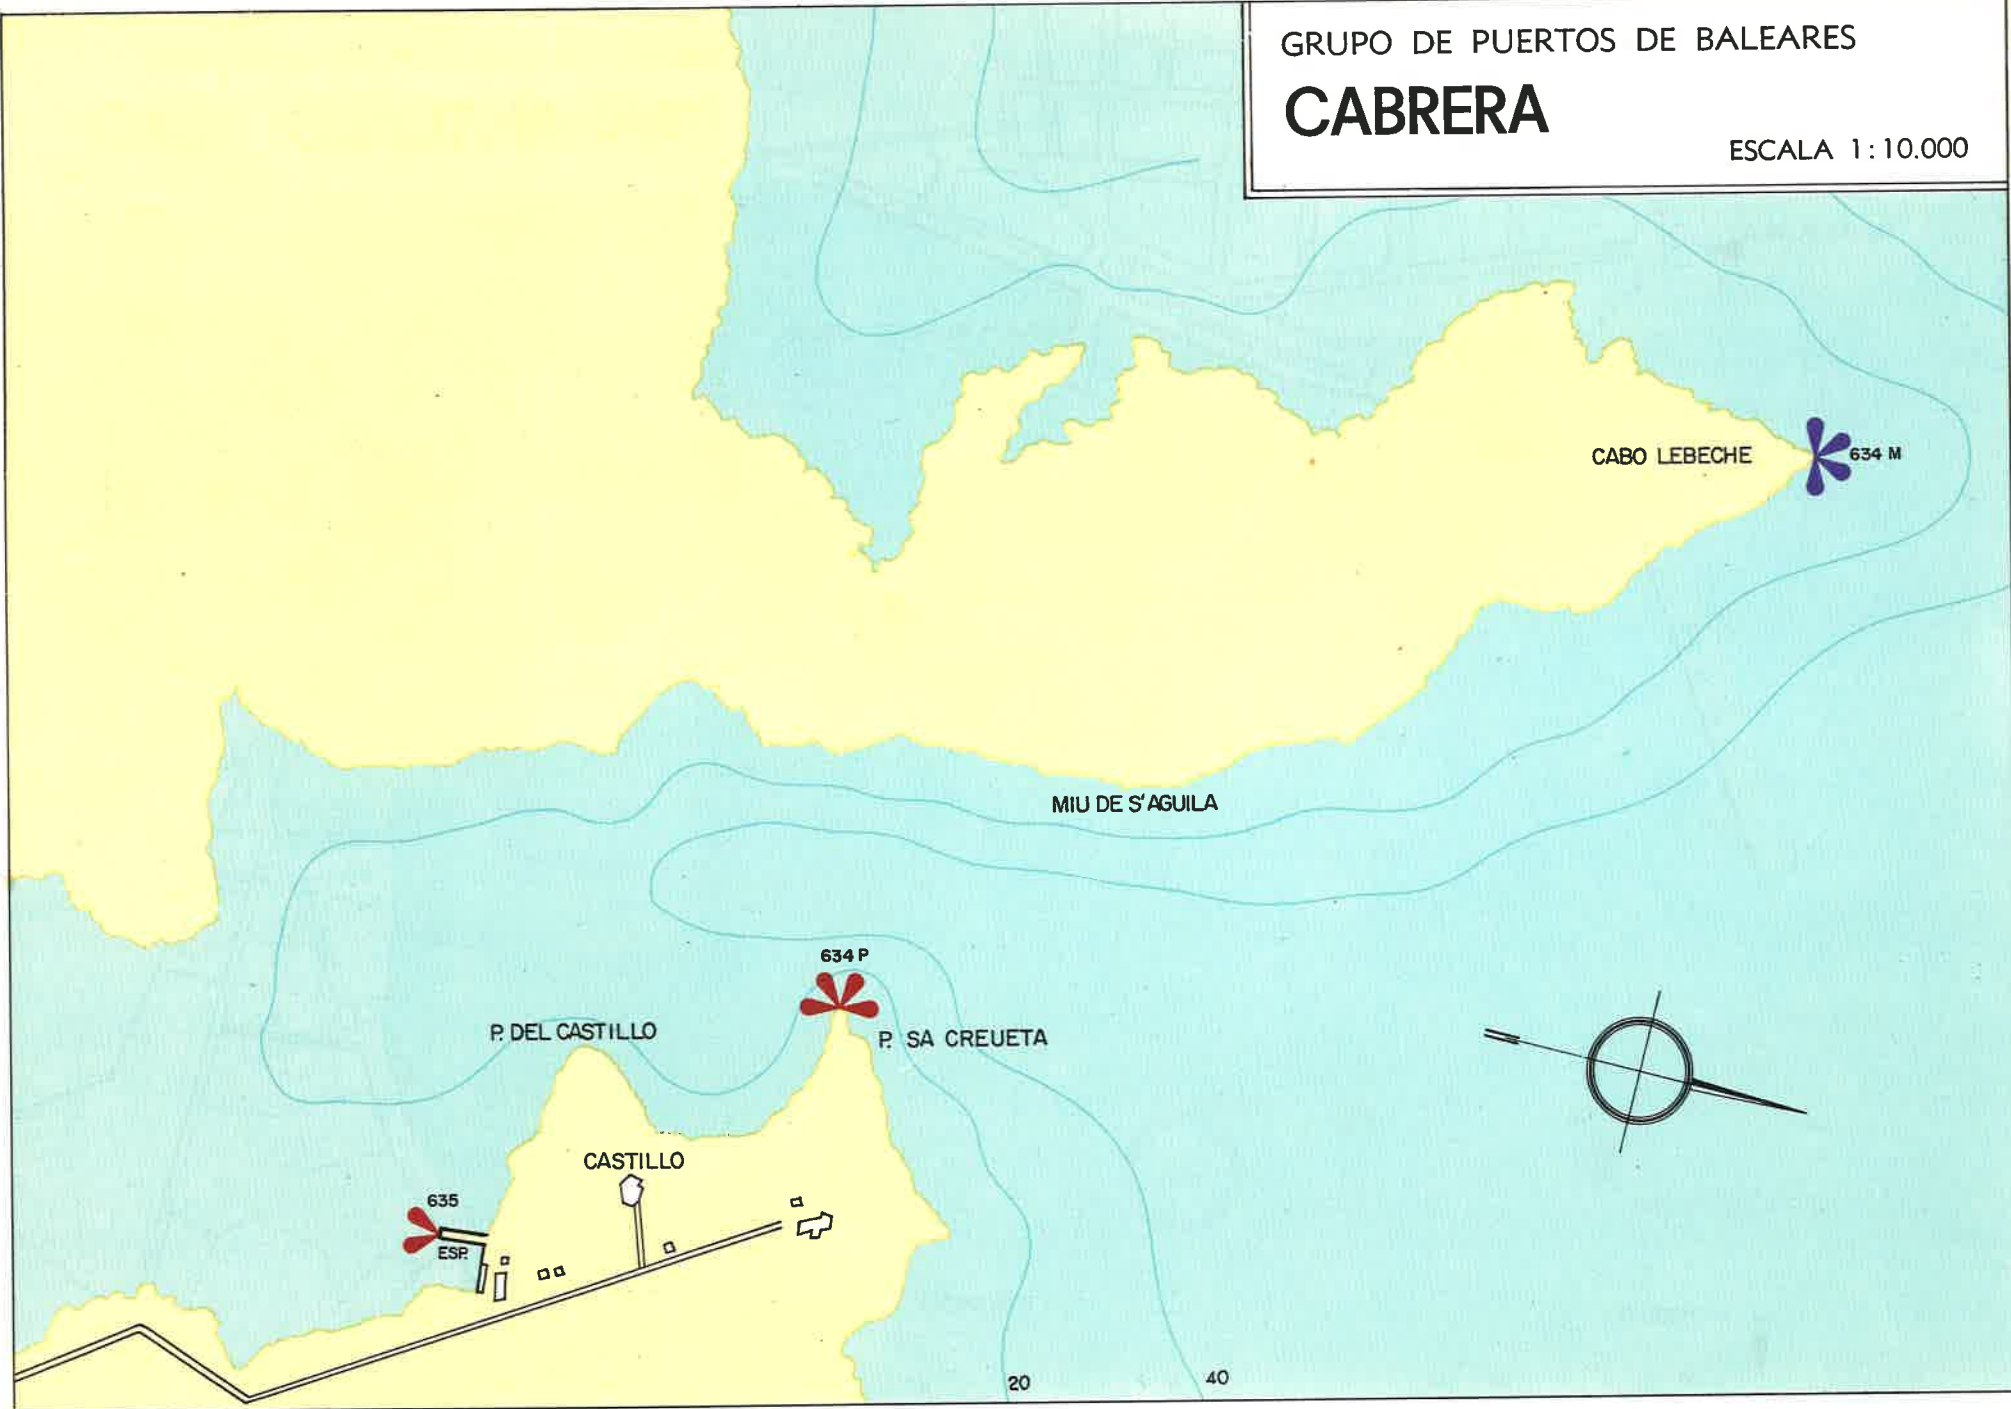 GRUPO DE PUERTOS DE BALEARES
CABRERA
ESCALA 1:10.000
CABO LEBECHE
634 M
MIU DE S'AGUILA
634 P
P. DEL CASTILLO
P. SA CREUETA
CASTILLO
635
ESP.
20
40